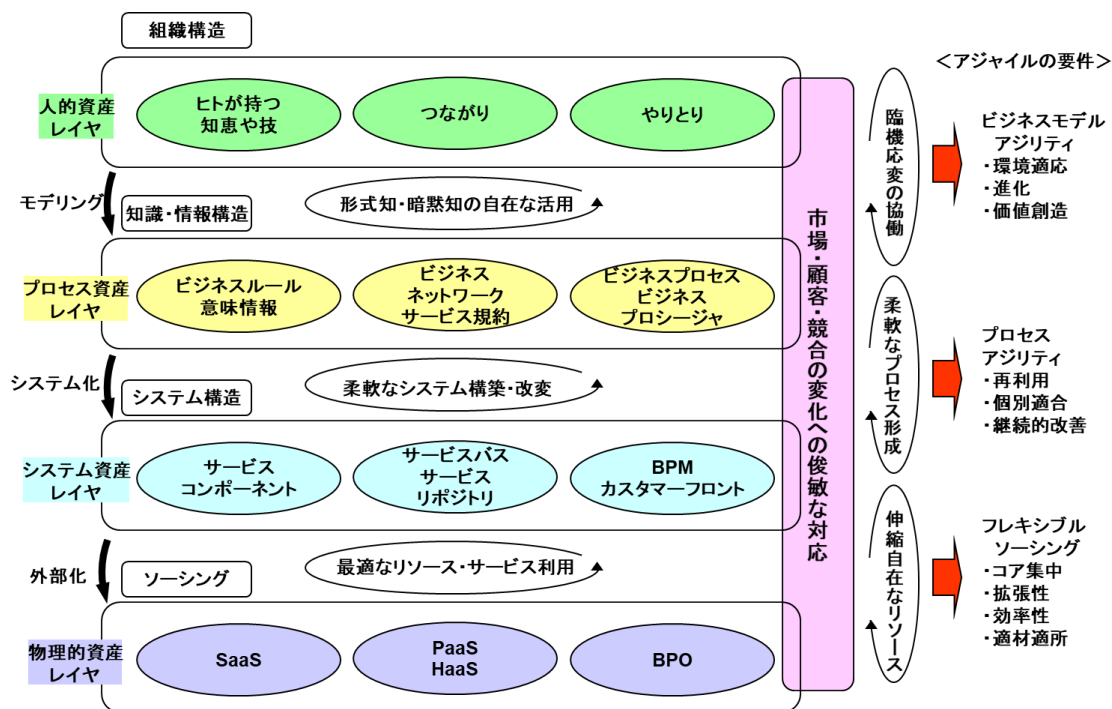 組織構造
<アジャイルの要件>
人的資産
レイヤ
ヒトが持つ
知恵や技
つながり
やりとり
モデリング
知識・情報構造
形式知・暗黙知の自在な活用
プロセス資産
レイヤ
ビジネスルール
意味情報
ビジネス
ネットワーク
サービス規約
ビジネスプロセス
ビジネス
プロシージャ
システム化
システム構造
柔軟なシステム構築・改変
システム資産
レイヤ
サービス
コンポーネント
サービスバス
サービス
リポジトリ
BPM
カスタマーフロント
外部化
ソーシング
最適なリソース・サービス利用
物理的資産
レイヤ
SaaS
PaaS
HaaS
BPO
市場・顧客・競合の変化への俊敏な対応
臨機応変の協働
ビジネスモデル
アジリティ
・環境適応
・進化
・価値創造
柔軟なプロセス形成
プロセス
アジリティ
・再利用
・個別適合
・継続的改善
伸縮自在なリソース
フレキシブル
ソーシング
・コア集中
・拡張性
・効率性
・適材適所